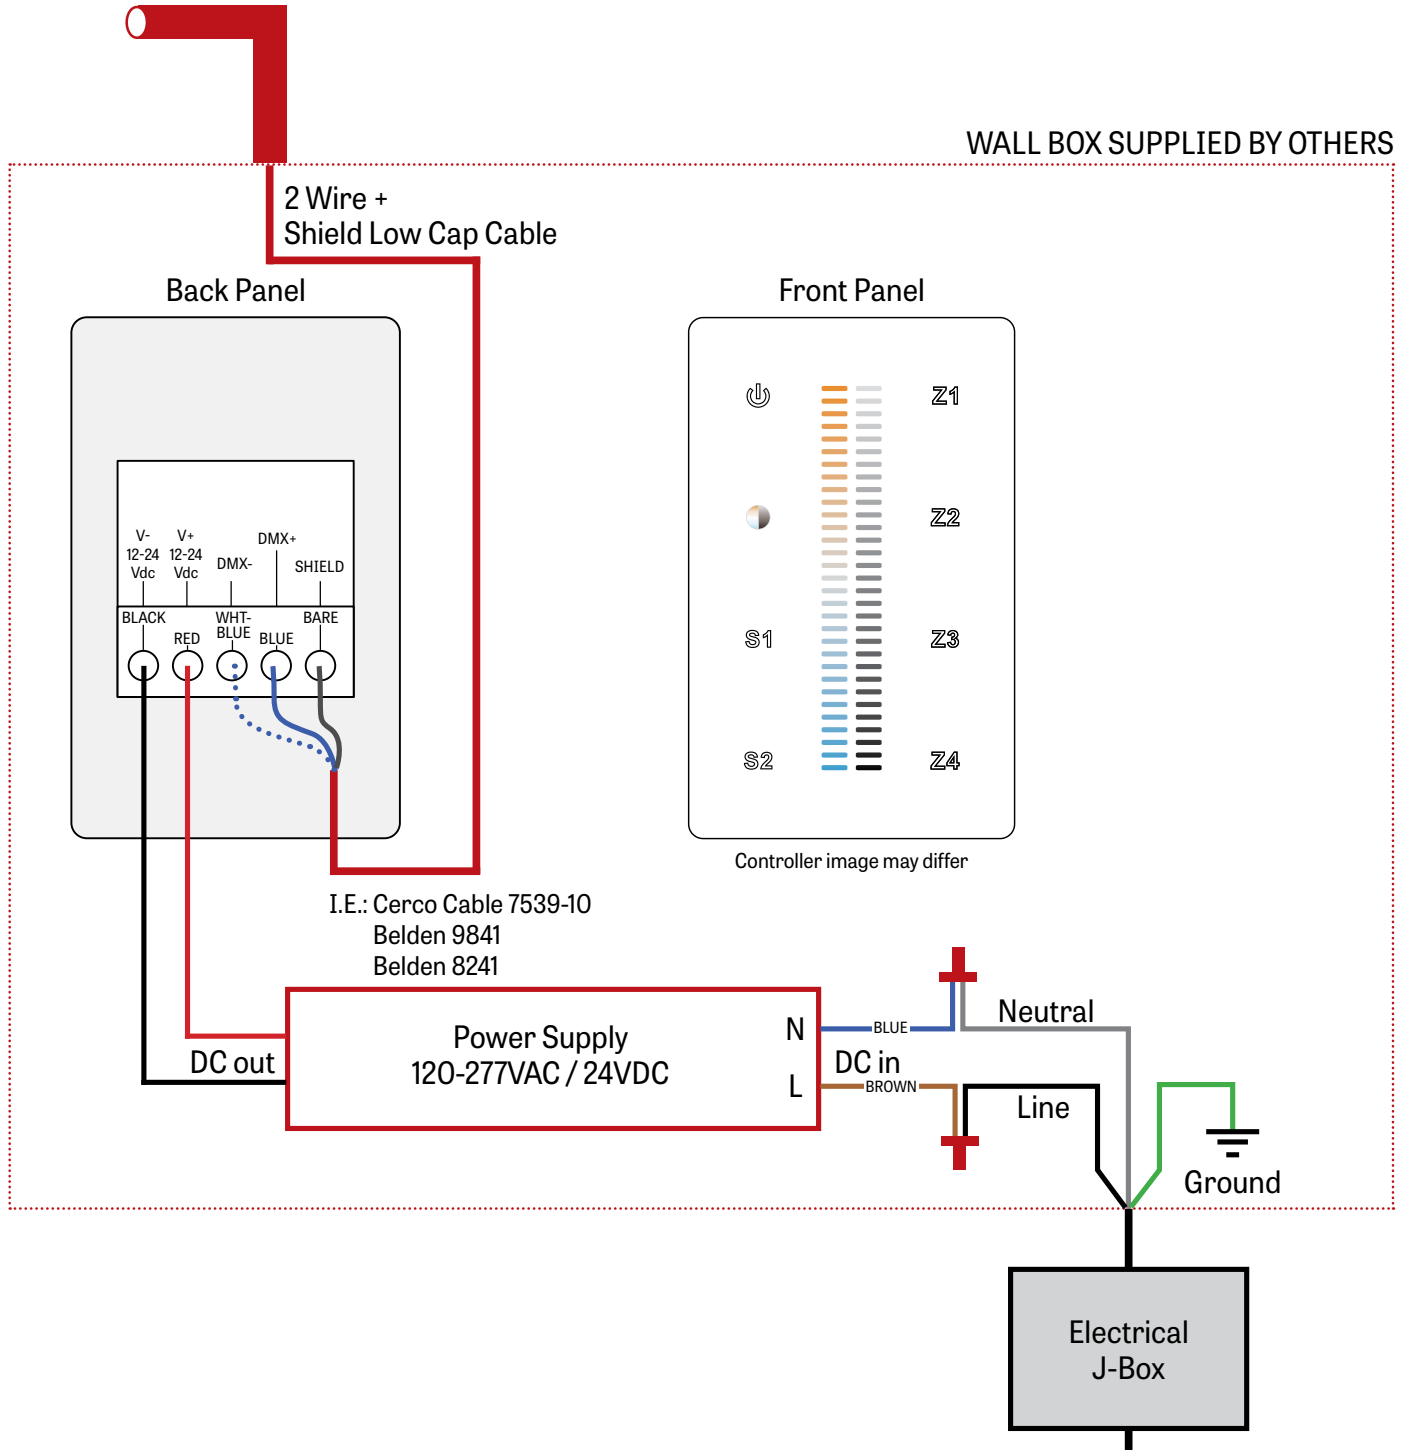 WALL BOX SUPPLIED BY OTHERS
2 Wire +
Shield Low Cap Cable
Back Panel
Front Panel
V-
12-24
Vdc
V+
12-24
Vdc
DMX-
DMX+
SHIELD
BLACK
RED
WHT-
BLUE
BLUE
BARE
Z1
Z2
S1
Z3
S2
Z4
Controller image may differ
I.E.: Cerco Cable 7539-10
Belden 9841
Belden 8241
DC out
Power Supply
120-277VAC / 24VDC
N
L
BLUE
DC in
BROWN
Neutral
Line
Ground
Electrical
J-Box